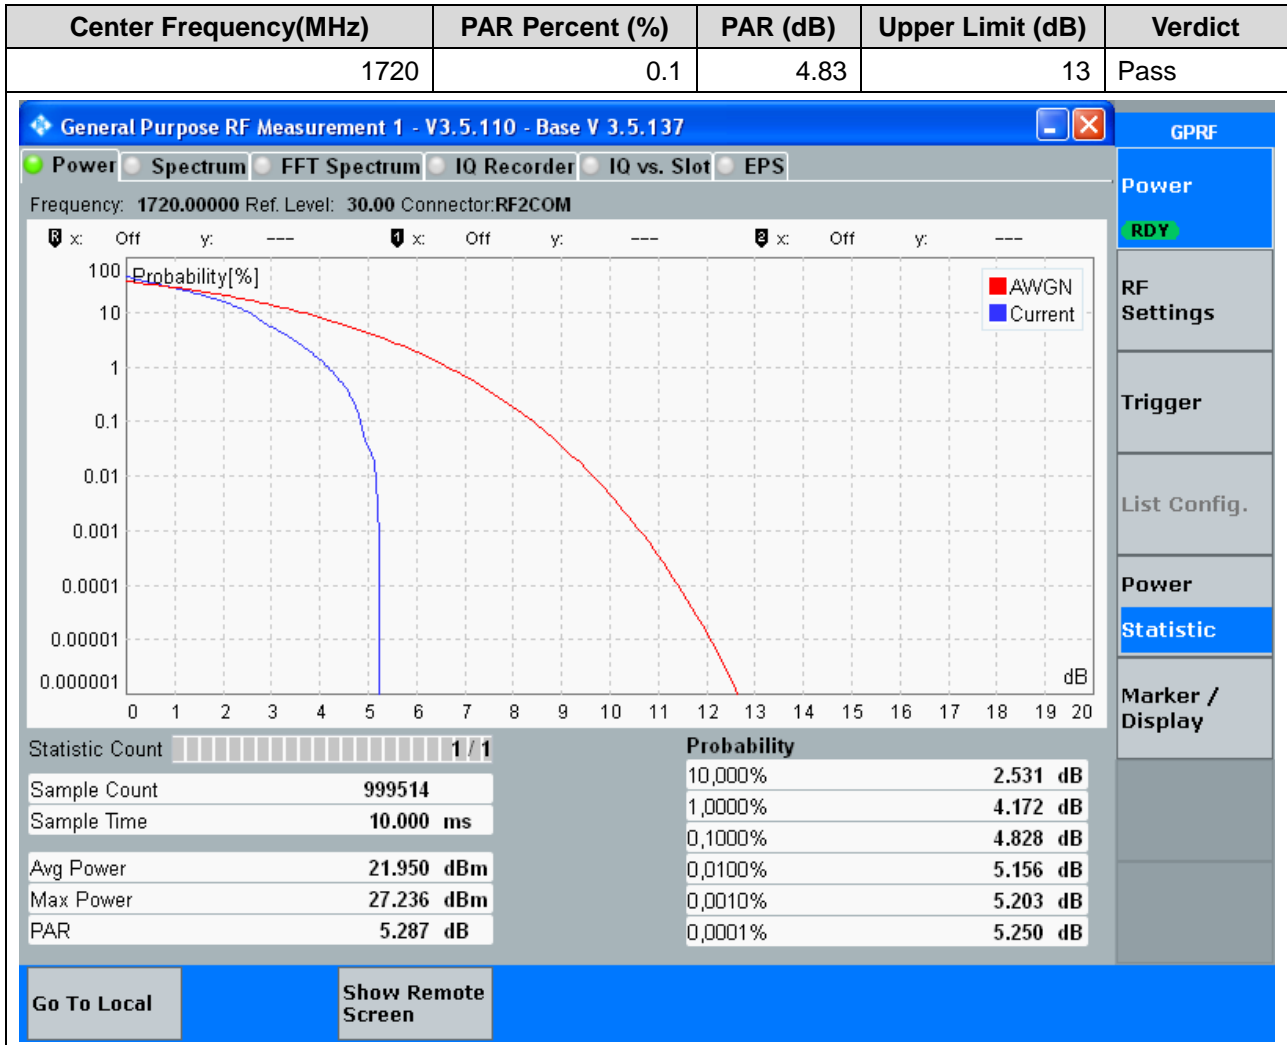 Center Frequency(MHz) PAR Percent (%) PAR (dB) Upper Limit (dB) Verdict
1720 0.1 4.83 13 Pass
General Purpose RF Measurement 1 - V3.5.110 - Base V 3.5.137
GPRF
Power Spectrum FFT Spectrum IQ Recorder IQ vs. Slot EPS
Frequency: 1720.00000 Ref. Level: 30.00 Connector:RF2COM
R x: Off y: --- 1 x: Off y: --- 2 x: Off y: ---
Probability[%]
AWGN
Current
100
10
1
0.1
0.01
0.001
0.0001
0.00001
0.000001
dB
0 1 2 3 4 5 6 7 8 9 10 11 12 13 14 15 16 17 18 19 20
Power
RDY
RF
Settings
Trigger
List Config.
Power
Statistic
Marker /
Display
Statistic Count 1 / 1
Sample Count 999514
Sample Time 10.000 ms
Avg Power 21.950 dBm
Max Power 27.236 dBm
PAR 5.287 dB
Probability
10,000% 2.531 dB
1,0000% 4.172 dB
0,1000% 4.828 dB
0,0100% 5.156 dB
0,0010% 5.203 dB
0,0001% 5.250 dB
Go To Local
Show Remote
Screen